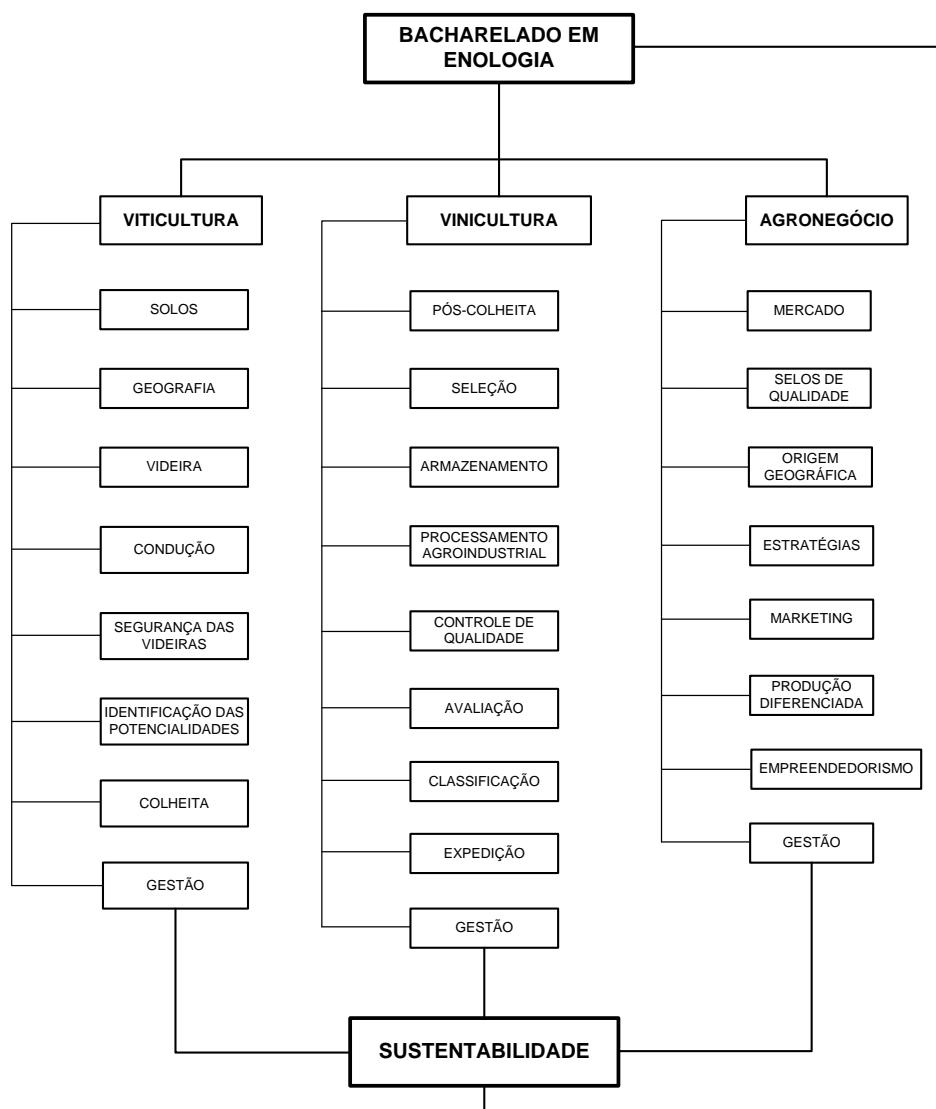 BACHARELADO EM
ENOLOGIA
VITICULTURA
SOLOS
GEOGRAFIA
VIDEIRA
CONDUÇÃO
SEGURANÇA DAS
VIDEIRAS
IDENTIFICAÇÃO DAS
POTENCIALIDADES
COLHEITA
GESTÃO
VINICULTURA
PÓS-COLHEITA
SELEÇÃO
ARMAZENAMENTO
PROCESSAMENTO
AGROINDUSTRIAL
CONTROLE DE
QUALIDADE
AVALIAÇÃO
CLASSIFICAÇÃO
EXPEDIÇÃO
GESTÃO
AGRONEGÓCIO
MERCADO
SELOS DE
QUALIDADE
ORIGEM
GEOGRÁFICA
ESTRATÉGIAS
MARKETING
PRODUÇÃO
DIFERENCIADA
EMPREENDEDORISMO
GESTÃO
SUSTENTABILIDADE